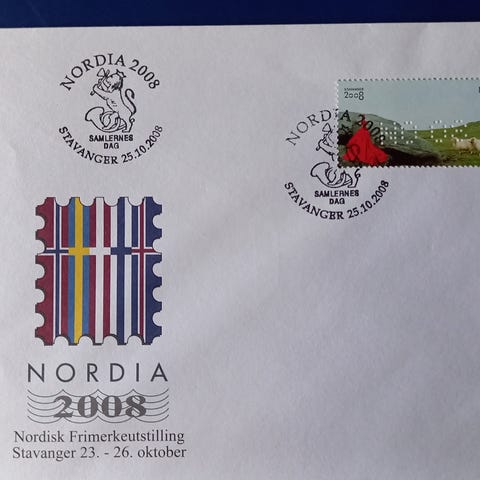 NORDIA 2008
SAMLERNES
DAG
STAVANGER 25.10.2008
STAVANGER
2008
NORDIA 2008
SAMLERNES
DAG
STAVANGER 25.10.2008
NORDIA
2008
Nordisk Frimerkeutstilling
Stavanger 23. - 26. oktober